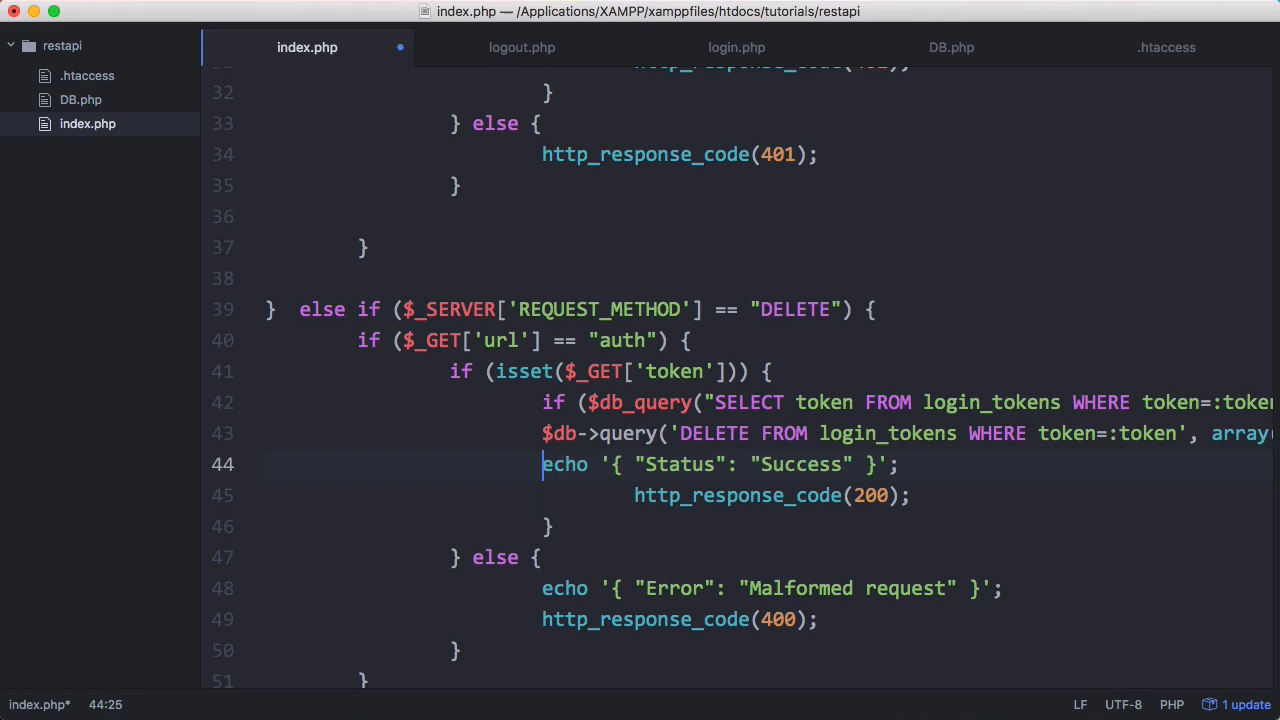 index.php — /Applications/XAMPP/xamppfiles/htdocs/tutorials/restapi
restapi
.htaccess
DB.php
index.php
index.php
logout.php
login.php
DB.php
.htaccess
32 }
33 } else {
34 http_response_code(401);
35 }
36
37 }
38
39 } else if ($_SERVER['REQUEST_METHOD'] == "DELETE") {
40 if ($_GET['url'] == "auth") {
41 if (isset($_GET['token'])) {
42 if ($db_query("SELECT token FROM login_tokens WHERE token=:token
43 $db->query('DELETE FROM login_tokens WHERE token=:token', array(
44 echo '{ "Status": "Success" }';
45 http_response_code(200);
46 }
47 } else {
48 echo '{ "Error": "Malformed request" }';
49 http_response_code(400);
50 }
51 }
index.php* 44:25 LF UTF-8 PHP 1 update